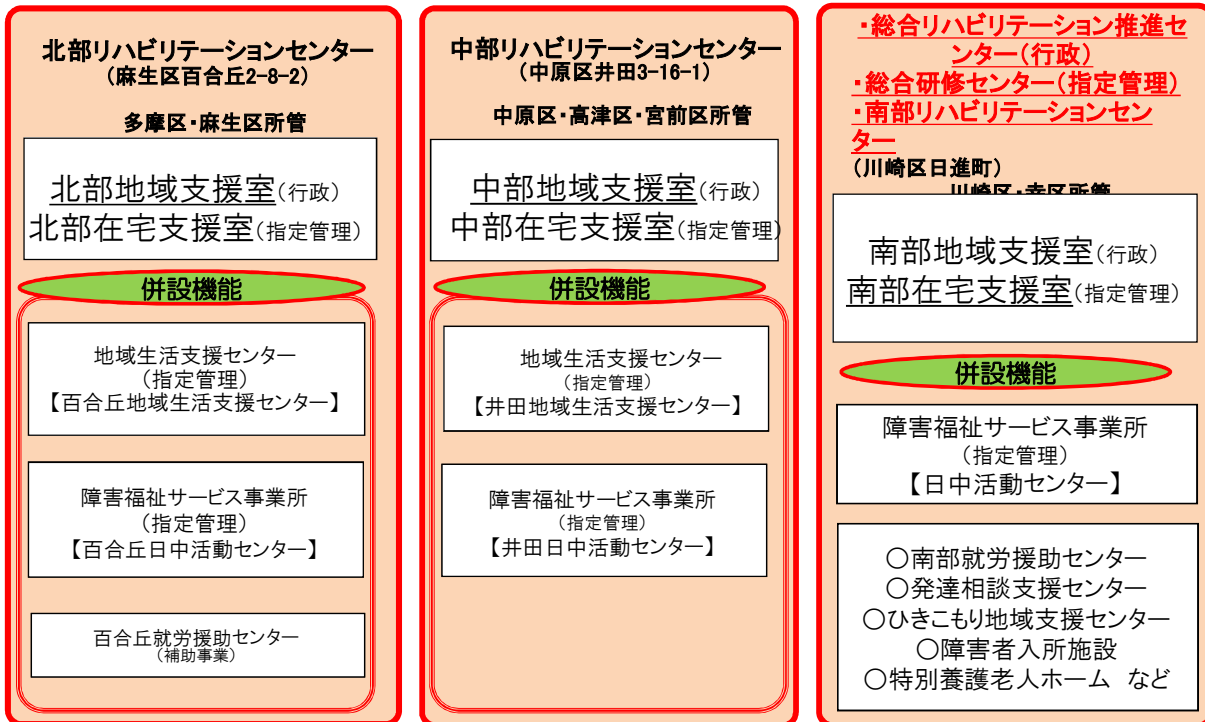 北部リハビリテーションセンター
(麻生区百合丘2-8-2)
多摩区・麻生区所管
北部地域支援室(行政)
北部在宅支援室(指定管理)
併設機能
地域生活支援センター
(指定管理)
【百合丘地域生活支援センター】
障害福祉サービス事業所
(指定管理)
【百合丘日中活動センター】
百合丘就労援助センター
(補助事業)
中部リハビリテーションセンター
(中原区井田3-16-1)
中原区・高津区・宮前区所管
中部地域支援室(行政)
中部在宅支援室(指定管理)
併設機能
地域生活支援センター
(指定管理)
【井田地域生活支援センター】
障害福祉サービス事業所
(指定管理)
【井田日中活動センター】
・総合リハビリテーション推進セ
ンター(行政)
・総合研修センター(指定管理)
・南部リハビリテーションセン
ター
(川崎区日進町)
川崎区・幸区所管
南部地域支援室(行政)
南部在宅支援室(指定管理)
併設機能
障害福祉サービス事業所
(指定管理)
【日中活動センター】
○南部就労援助センター
○発達相談支援センター
○ひきこもり地域支援センター
○障害者入所施設
○特別養護老人ホーム など